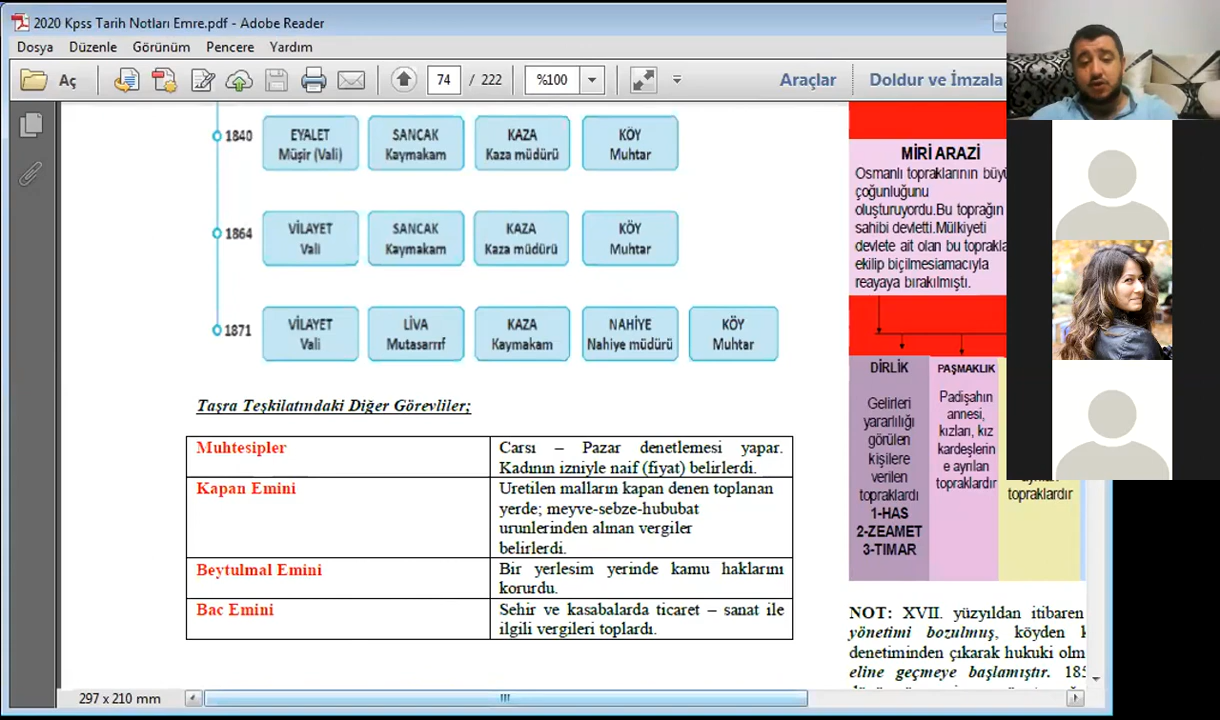 2020 Kpss Tarih Notları Emre.pdf - Adobe Reader
Dosya Düzenle Görünüm Pencere Yardım
Aç 74 / 222 %100 Araçlar Doldur ve İmzala
1840 EYALET SANCAK KAZA KÖY
Müşir (Vali) Kaymakam Kaza müdürü Muhtar
1864 VİLAYET SANCAK KAZA KÖY
Vali Kaymakam Kaza müdürü Muhtar
1871 VİLAYET LİVA KAZA NAHİYE KÖY
Vali Mutasarrıf Kaymakam Nahiye müdürü Muhtar
Taşra Teşkilatındaki Diğer Görevliler;
Muhtesipler
Carsı – Pazar denetlemesi yapar.
Kadının izniyle naif (fiyat) belirlerdi.
Kapan Emini
Uretilen malların kapan denen toplanan
yerde; meyve-sebze-hububat
urunlerinden alınan vergiler
belirlerdi.
Beytulmal Emini
Bir yerlesim yerinde kamu haklarını
korurdu.
Bac Emini
Sehir ve kasabalarda ticaret – sanat ile
ilgili vergileri toplardı.
MİRİ ARAZİ
Osmanlı topraklarının büyü
çoğunluğunu
oluşturuyordu.Bu toprağın
sahibi devletti.Mülkiyeti
devlete ait olan bu toprakla
ekilip biçilmesiamacıyla
reayaya bırakılmıştı.
DİRLİK
Gelirleri
yararlılığı
görülen
kişilere
verilen
topraklardı
1-HAS
2-ZEAMET
3-TIMAR
PAŞMAKLIK
Padişahın
annesi,
kızları, kız
kardeşlerin
e ayrılan
topraklardır
topraklardır
NOT: XVII. yüzyıldan itibaren
yönetimi bozulmuş, köyden k
denetiminden çıkarak hukuki olm
eline geçmeye başlamıştır. 185
297 x 210 mm